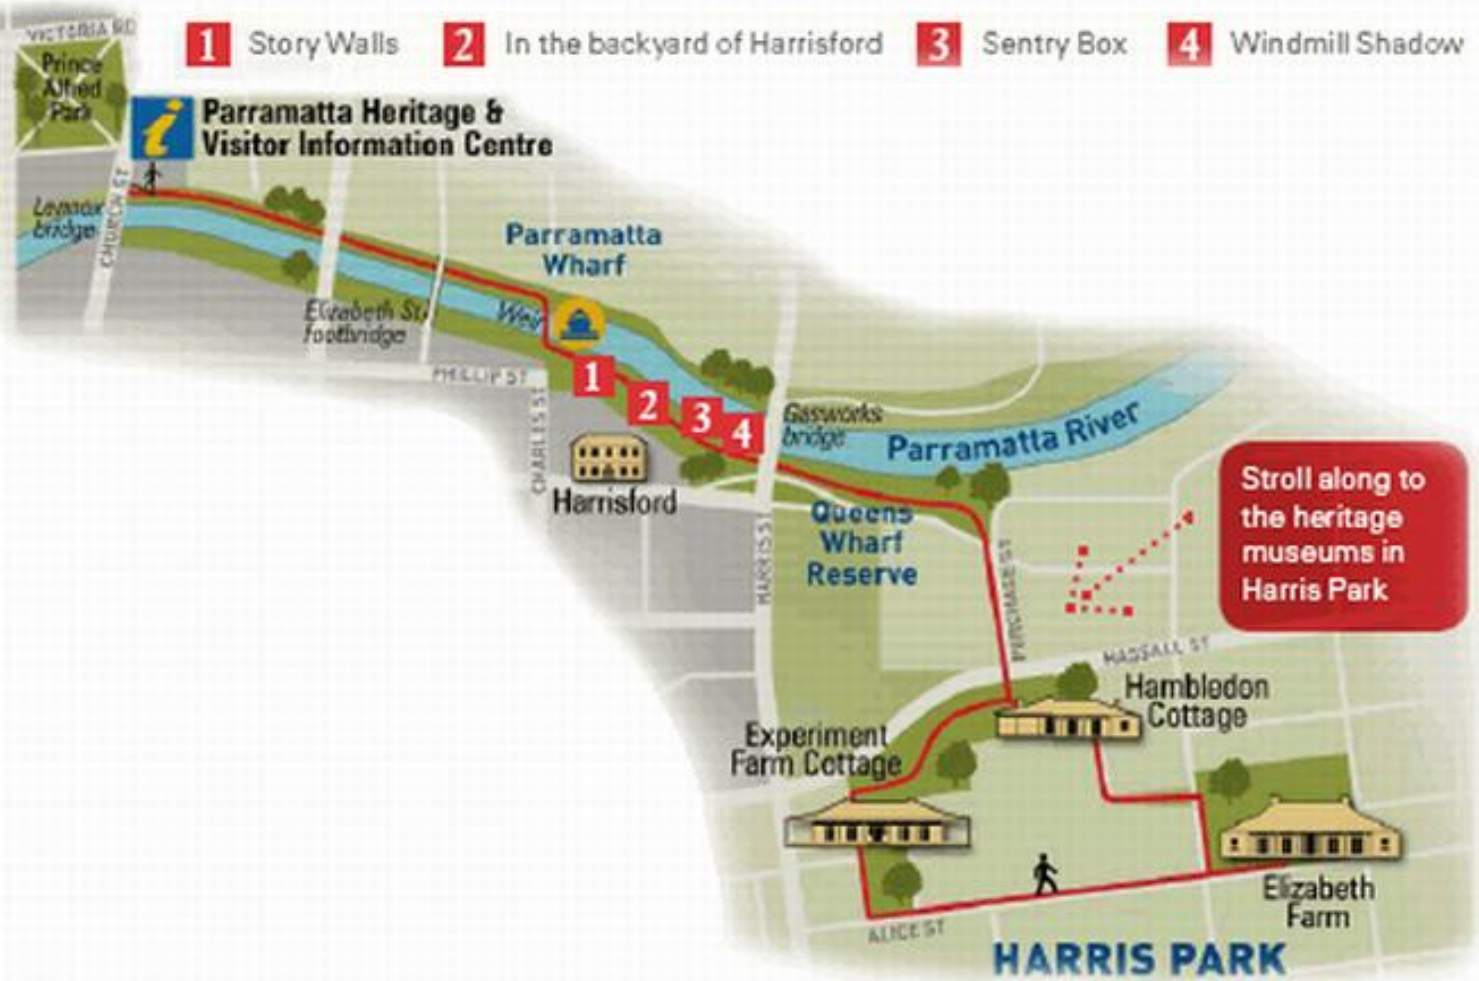 VICTORIA RD
1 Story Walls 2 In the backyard of Harrisford 3 Sentry Box 4 Windmill Shadow
Prince
Alfred
Park
i
Parramatta Heritage &
Visitor Information Centre
Lennox
bridge
CHURCH ST
Parramatta
Wharf
Elizabeth St
footbridge
Weir
PHILLIP ST
CHARLES ST
1
2
3
4
Harrisford
Gasworks
bridge
Parramatta River
Queens
Wharf
Reserve
HARRIS ST
PURCHASE ST
Stroll along to
the heritage
museums in
Harris Park
HASSALL ST
Hambledon
Cottage
Experiment
Farm Cottage
Elizabeth
Farm
ALICE ST
HARRIS PARK